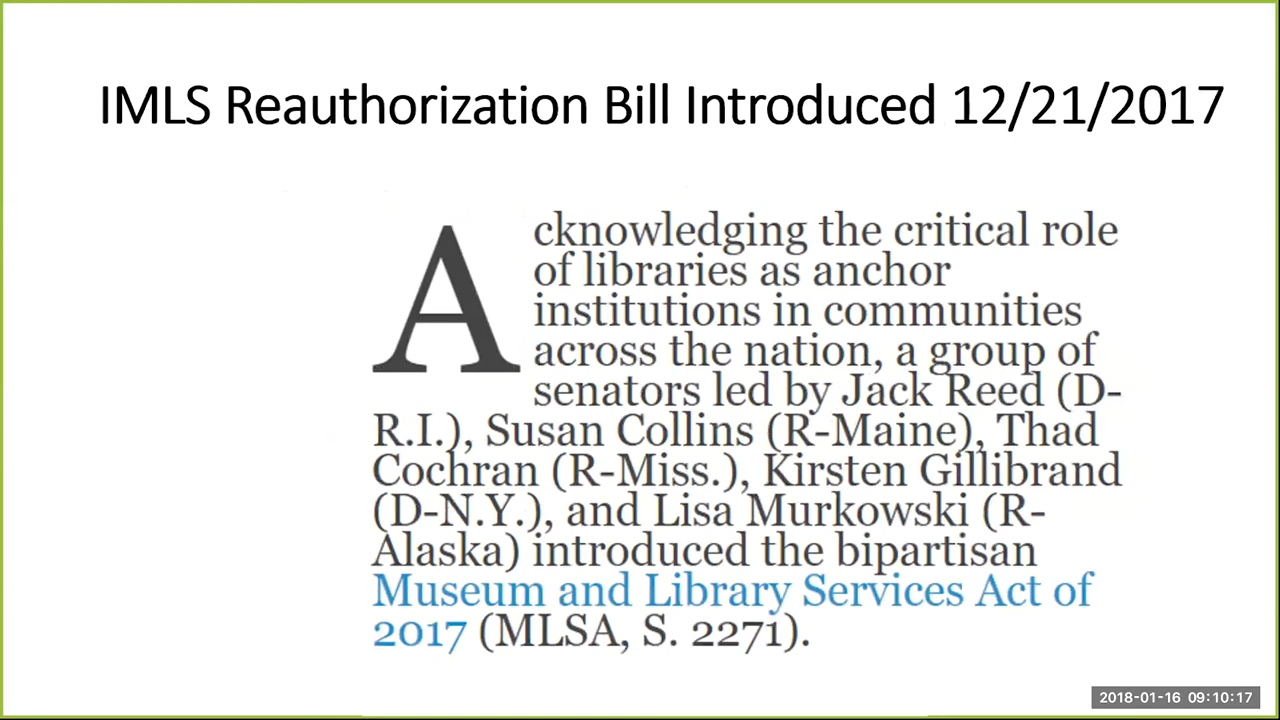 IMLS Reauthorization Bill Introduced 12/21/2017
Acknowledging the critical role
of libraries as anchor
institutions in communities
across the nation, a group of
senators led by Jack Reed (D-
R.I.), Susan Collins (R-Maine), Thad
Cochran (R-Miss.), Kirsten Gillibrand
(D-N.Y.), and Lisa Murkowski (R-
Alaska) introduced the bipartisan
Museum and Library Services Act of
2017 (MLSA, S. 2271).
2018-01-16 09:10:17